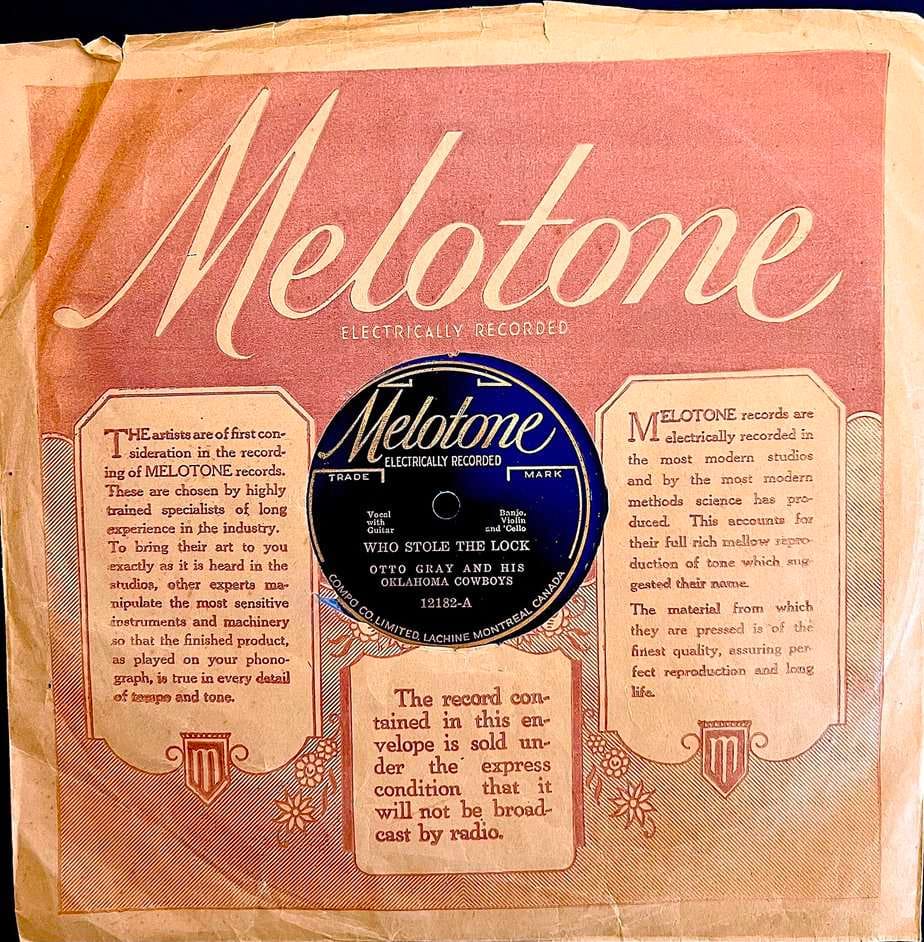 Melotone
ELECTRICALLY RECORDED
THE artists are of first con-
sideration in the record-
ing of MELOTONE records.
These are chosen by highly
trained specialists of long
experience in the industry.
To bring their art to you
exactly as it is heard in the
studios, other experts ma-
nipulate the most sensitive
instruments and machinery
so that the finished product,
as played on your phono-
graph, is true in every detail
of tempo and tone.
M
Melotone
ELECTRICALLY RECORDED
TRADE MARK
Vocal Banjo,
with Violin
Guitar and 'Cello
WHO STOLE THE LOCK
OTTO GRAY AND HIS
OKLAHOMA COWBOYS
12182-A
COMPO CO. LIMITED, LACHINE MONTREAL CANADA
The record con-
tained in this en-
velope is sold un-
der the express
condition that it
will not be broad-
cast by radio.
MELOTONE records are
electrically recorded in
the most modern studios
and by the most modern
methods science has pro-
duced. This accounts for
their full rich mellow repro-
duction of tone which sug-
gested their name.
The material from which
they are pressed is of the
finest quality, assuring per-
fect reproduction and long
life.
M